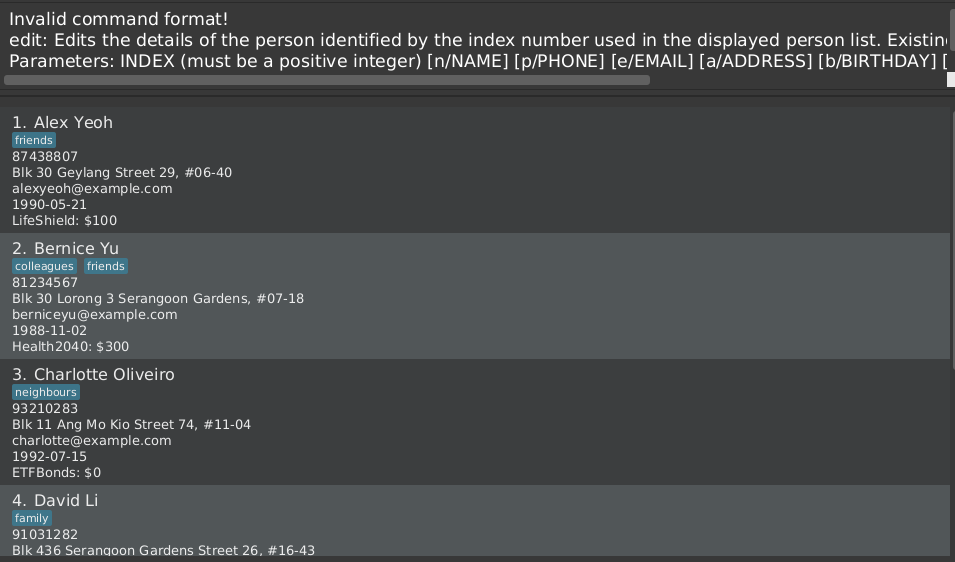 Invalid command format!
edit: Edits the details of the person identified by the index number used in the displayed person list.
Parameters: INDEX (must be a positive integer) [n/NAME] [p/PHONE] [e/EMAIL] [a/ADDRESS] [b/BIRTHDAY] [
1. Alex Yeoh
friends
87438807
Blk 30 Geylang Street 29, #06-40
alexyeoh@example.com
1990-05-21
LifeShield: $100
2. Bernice Yu
colleagues friends
81234567
Blk 30 Lorong 3 Serangoon Gardens, #07-18
berniceyu@example.com
1988-11-02
Health2040: $300
3. Charlotte Oliveiro
neighbours
93210283
Blk 11 Ang Mo Kio Street 74, #11-04
charlotte@example.com
1992-07-15
ETFBonds: $0
4. David Li
family
91031282
Blk 436 Serangoon Gardens Street 26, #16-43